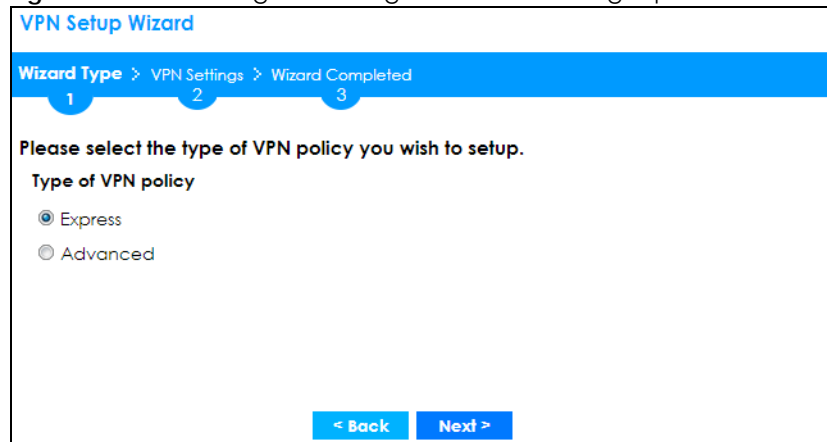 VPN Setup Wizard
Wizard Type > VPN Settings > Wizard Completed
1 2 3
Please select the type of VPN policy you wish to setup.
Type of VPN policy
Express
Advanced
< Back Next >